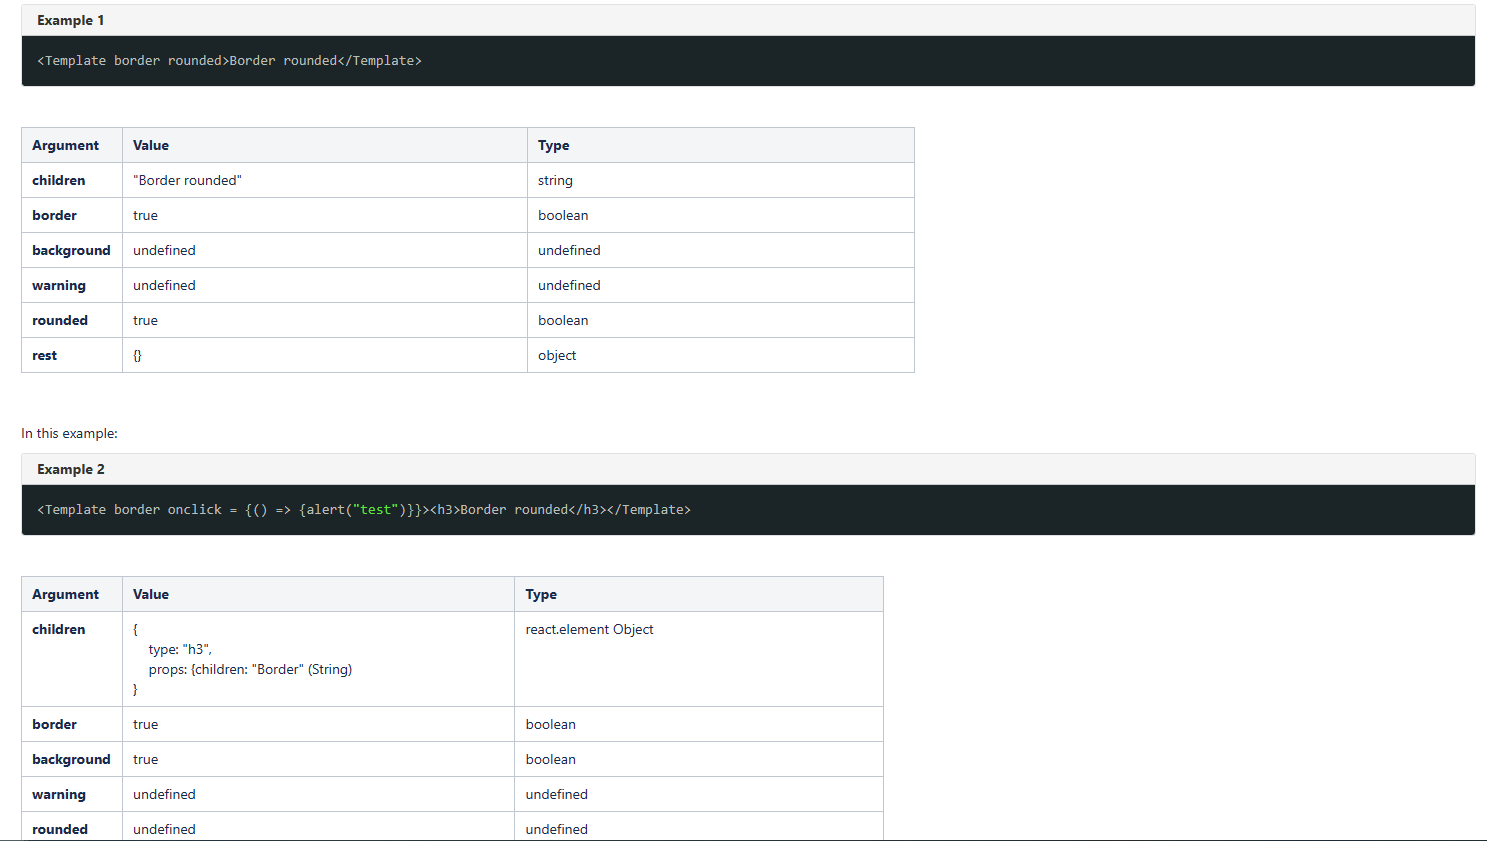 Example 1
<Template border rounded>Border rounded</Template>
Argument Value Type
children "Border rounded" string
border true boolean
background undefined undefined
warning undefined undefined
rounded true boolean
rest {} object
In this example:
Example 2
<Template border onclick = {() => {alert("test")}}><h3>Border rounded</h3></Template>
Argument Value Type
children { react.element Object
type: "h3",
props: {children: "Border" (String)
}
border true boolean
background true boolean
warning undefined undefined
rounded undefined undefined